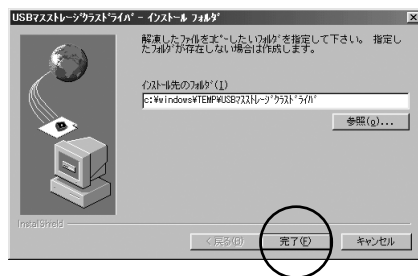 USBﾏｽｽﾄﾚｰｼﾞｸﾗｽﾄﾞﾗｲﾊﾞ - ｲﾝｽﾄｰﾙ ﾌｫﾙﾀﾞ
解凍したﾌｧｲﾙをｺﾋﾟｰしたいﾌｫﾙﾀﾞを指定して下さい。 指定し
たﾌｫﾙﾀﾞが存在しない場合は作成します。
ｲﾝｽﾄｰﾙ先のﾌｫﾙﾀﾞ(I)
c:¥windows¥TEMP¥USBﾏｽｽﾄﾚｰｼﾞｸﾗｽﾄﾞﾗｲﾊﾞ
参照(o)...
InstallShield
< 戻る(B)
完了(F)
ｷｬﾝｾﾙ